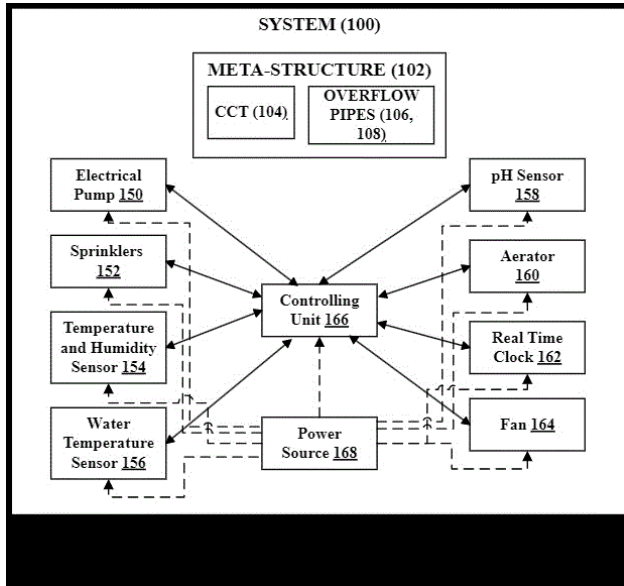 SYSTEM (100)
META-STRUCTURE (102)
CCT (104)
OVERFLOW
PIPES (106,
108)
Electrical
Pump 150
pH Sensor
158
Sprinklers
152
Aerator
160
Controlling
Unit 166
Temperature
and Humidity
Sensor 154
Real Time
Clock 162
Water
Temperature
Sensor 156
Power
Source 168
Fan 164